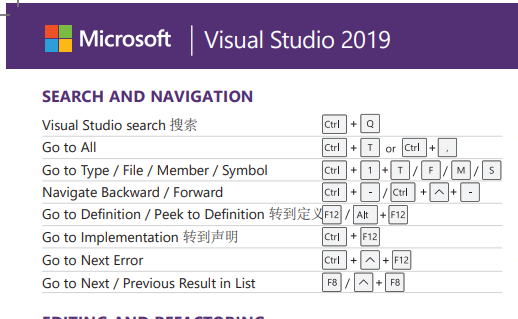 Microsoft | Visual Studio 2019
SEARCH AND NAVIGATION
Visual Studio search 搜索 Ctrl + Q
Go to All Ctrl + T or Ctrl + ,
Go to Type / File / Member / Symbol Ctrl + 1 + T / F / M / S
Navigate Backward / Forward Ctrl + - / Ctrl + ^ + -
Go to Definition / Peek to Definition 转到定义 F12 / Alt + F12
Go to Implementation 转到声明 Ctrl + F12
Go to Next Error Ctrl + ^ + F12
Go to Next / Previous Result in List F8 / ^ + F8
EDITING AND REFACTORING